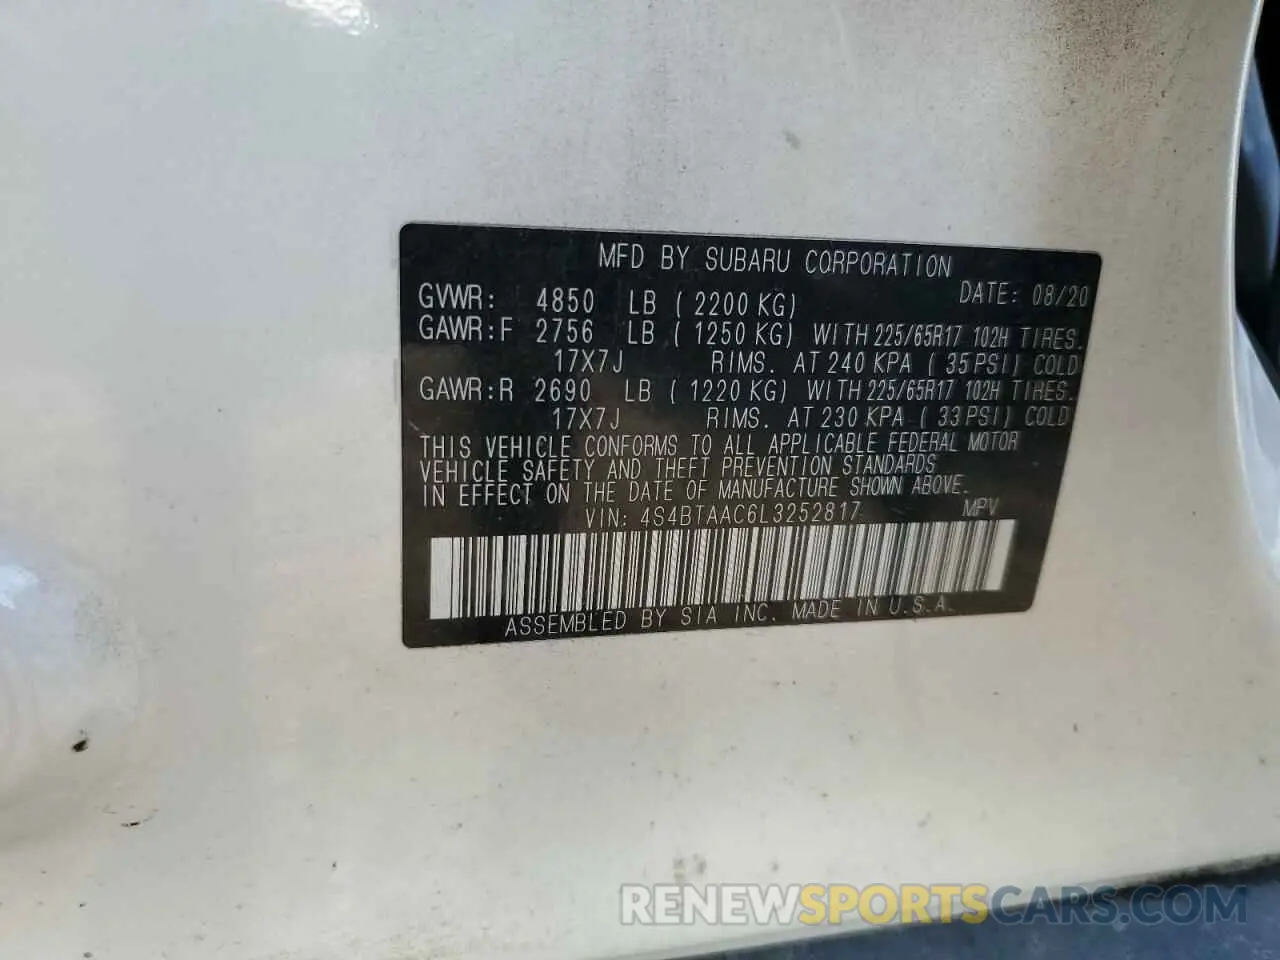 MFD BY SUBARU CORPORATION
GVWR: 4850 LB ( 2200 KG) DATE: 08/20
GAWR:F 2756 LB ( 1250 KG) WITH 225/65R17 102H TIRES.
17X7J RIMS. AT 240 KPA ( 35 PSI) COLD
GAWR:R 2690 LB ( 1220 KG) WITH 225/65R17 102H TIRES.
17X7J RIMS. AT 230 KPA ( 33 PSI) COLD
THIS VEHICLE CONFORMS TO ALL APPLICABLE FEDERAL MOTOR
VEHICLE SAFETY AND THEFT PREVENTION STANDARDS
IN EFFECT ON THE DATE OF MANUFACTURE SHOWN ABOVE.
VIN: 4S4BTAAC6L3252817 MPV
ASSEMBLED BY SIA INC. MADE IN U.S.A.
RENEWSPORTSCARS.COM